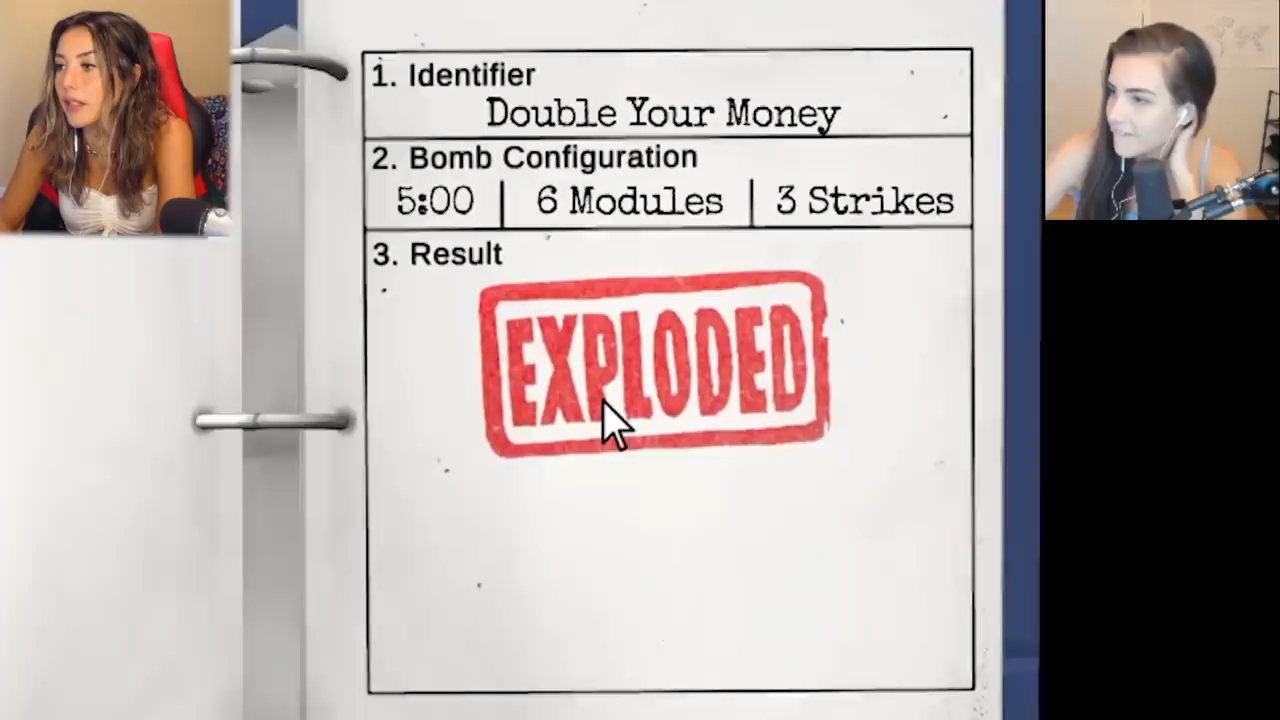 1. Identifier
Double Your Money
2. Bomb Configuration
5:00 | 6 Modules | 3 Strikes
3. Result
EXPLODED